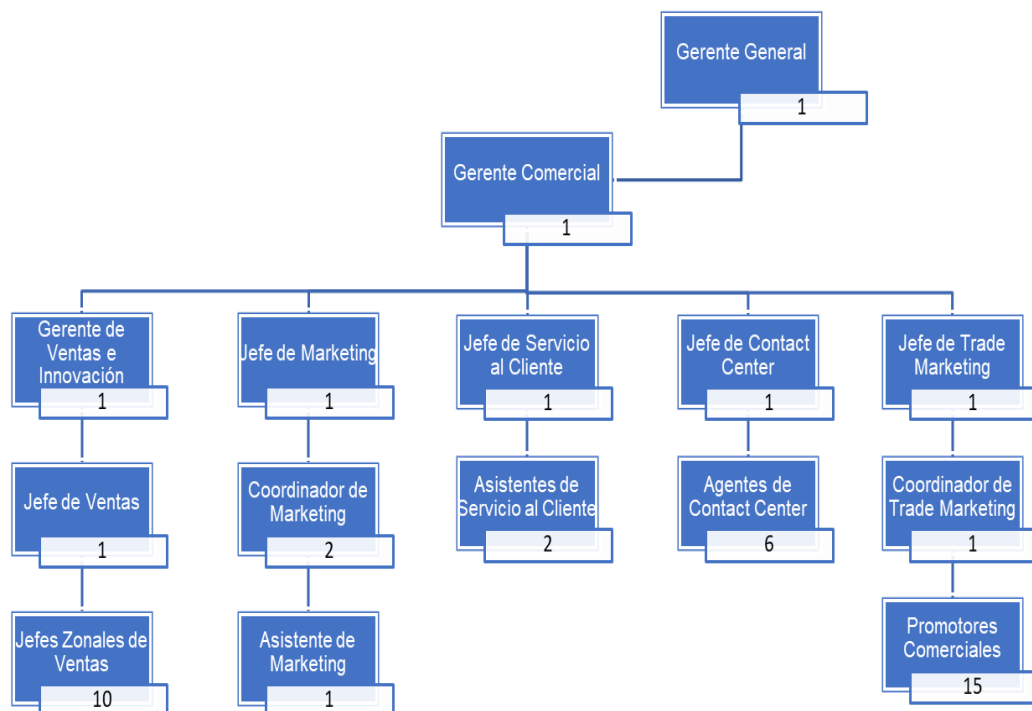 Gerente General
1
Gerente Comercial
1
Gerente de
Ventas e
Innovación
1
Jefe de Marketing
1
Jefe de Servicio
al Cliente
1
Jefe de Contact
Center
1
Jefe de Trade
Marketing
1
Jefe de Ventas
1
Coordinador de
Marketing
2
Asistentes de
Servicio al Cliente
2
Agentes de
Contact Center
6
Coordinador de
Trade Marketing
1
Jefes Zonales de
Ventas
10
Asistente de
Marketing
1
Promotores
Comerciales
15